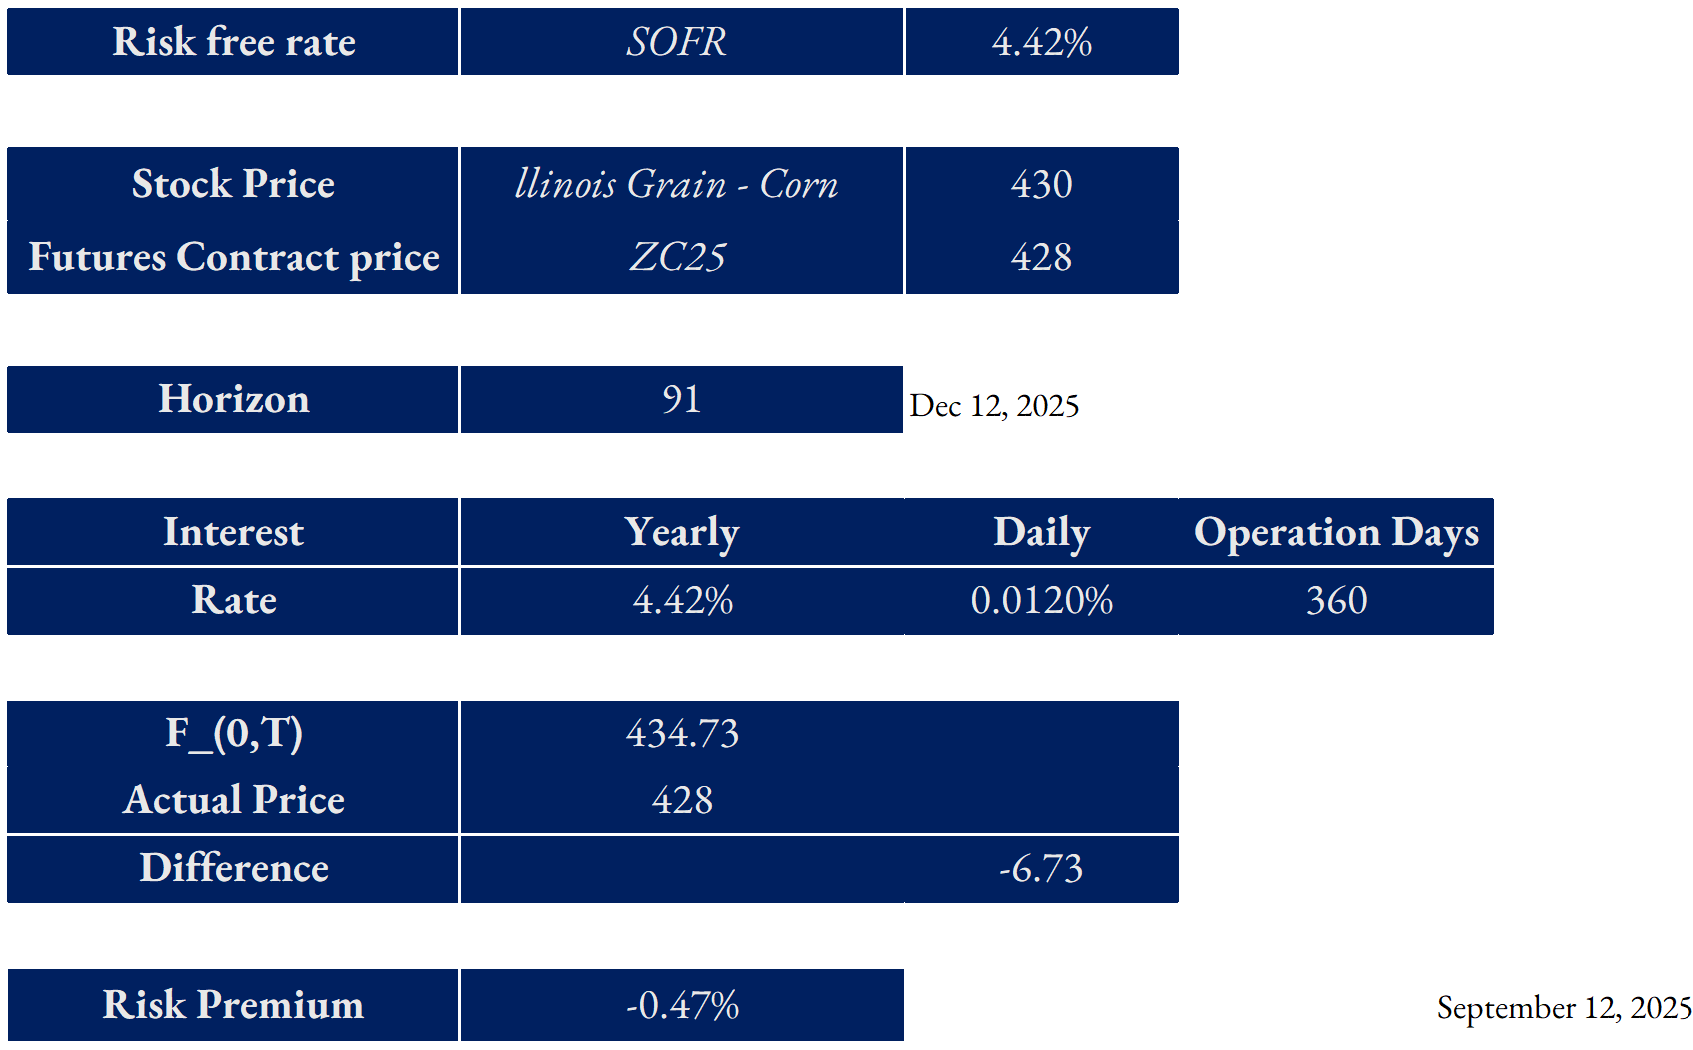 Risk free rate SOFR 4.42%
Stock Price llinois Grain - Corn 430
Futures Contract price ZC25 428
Horizon 91 Dec 12, 2025
Interest Yearly Daily Operation Days
Rate 4.42% 0.0120% 360
F_(0,T) 434.73
Actual Price 428
Difference -6.73
Risk Premium -0.47%
September 12, 2025